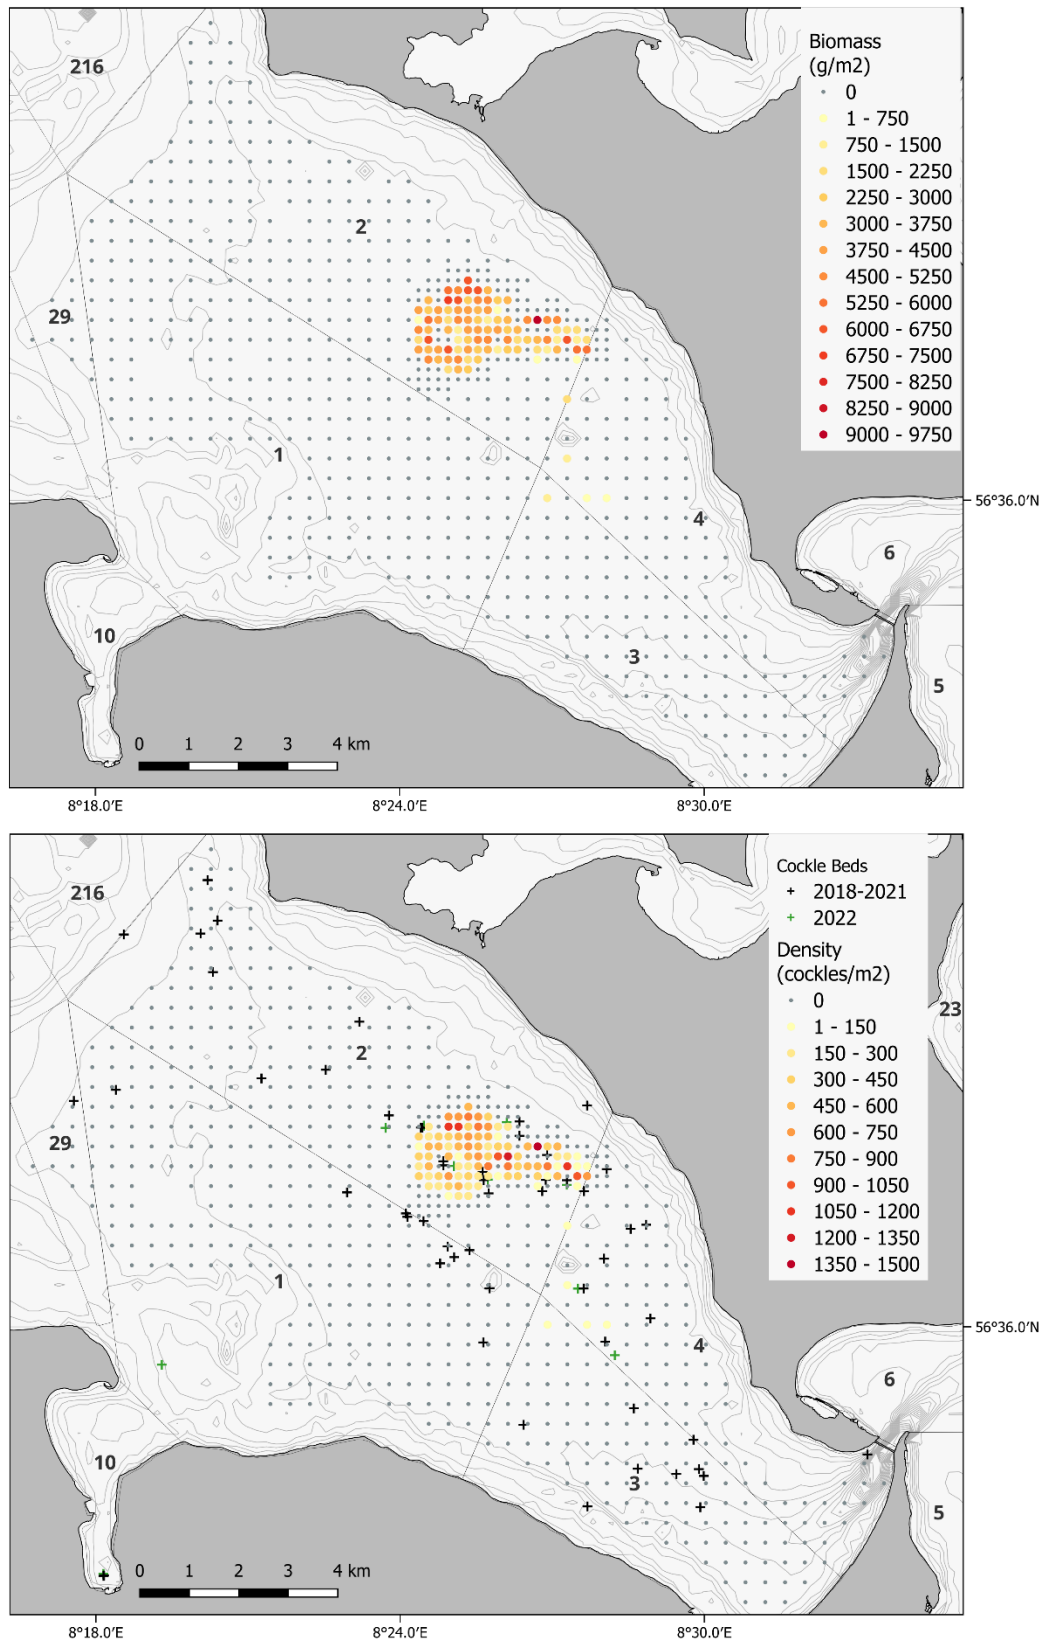 216
Biomass
(g/m2)
0
1 - 750
750 - 1500
1500 - 2250
2250 - 3000
3000 - 3750
3750 - 4500
4500 - 5250
5250 - 6000
6000 - 6750
6750 - 7500
7500 - 8250
8250 - 9000
9000 - 9750
2
29
1
4
6
10
3
5
56°36.0'N
0 1 2 3 4 km
8°18.0'E 8°24.0'E 8°30.0'E
216
Cockle Beds
2018-2021
2022
Density
(cockles/m2)
0
1 - 150
150 - 300
300 - 450
450 - 600
600 - 750
750 - 900
900 - 1050
1050 - 1200
1200 - 1350
1350 - 1500
23
2
29
1
4
6
10
3
5
56°36.0'N
0 1 2 3 4 km
8°18.0'E 8°24.0'E 8°30.0'E